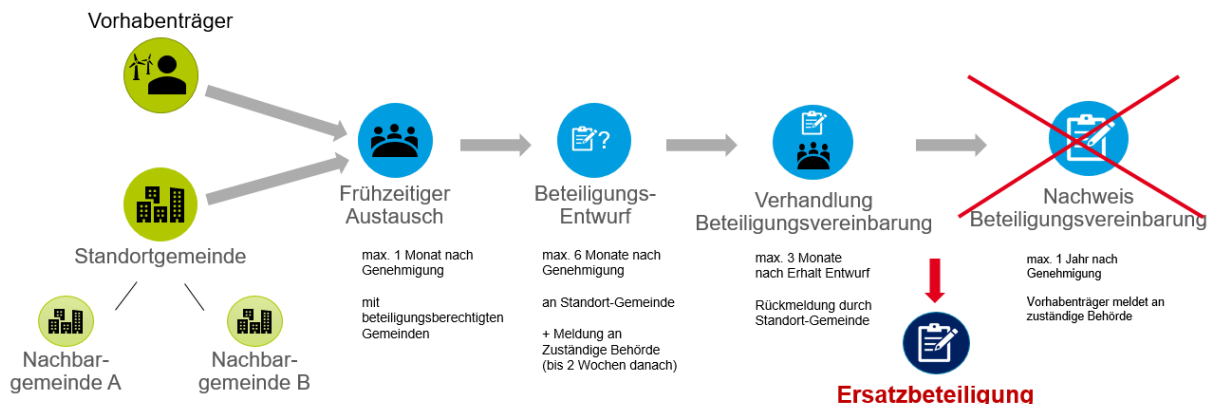 Vorhabenträger
Standortgemeinde
Nachbar-
gemeinde A
Nachbar-
gemeinde B
Frühzeitiger
Austausch
max. 1 Monat nach
Genehmigung
mit
beteiligungsberechtigten
Gemeinden
?
Beteiligungs-
Entwurf
max. 6 Monate nach
Genehmigung
an Standort-Gemeinde
+ Meldung an
Zuständige Behörde
(bis 2 Wochen danach)
Verhandlung
Beteiligungsvereinbarung
max. 3 Monate
nach Erhalt Entwurf
Rückmeldung durch
Standort-Gemeinde
Ersatzbeteiligung
Nachweis
Beteiligungsvereinbarung
max. 1 Jahr nach
Genehmigung
Vorhabenträger meldet an
zuständige Behörde